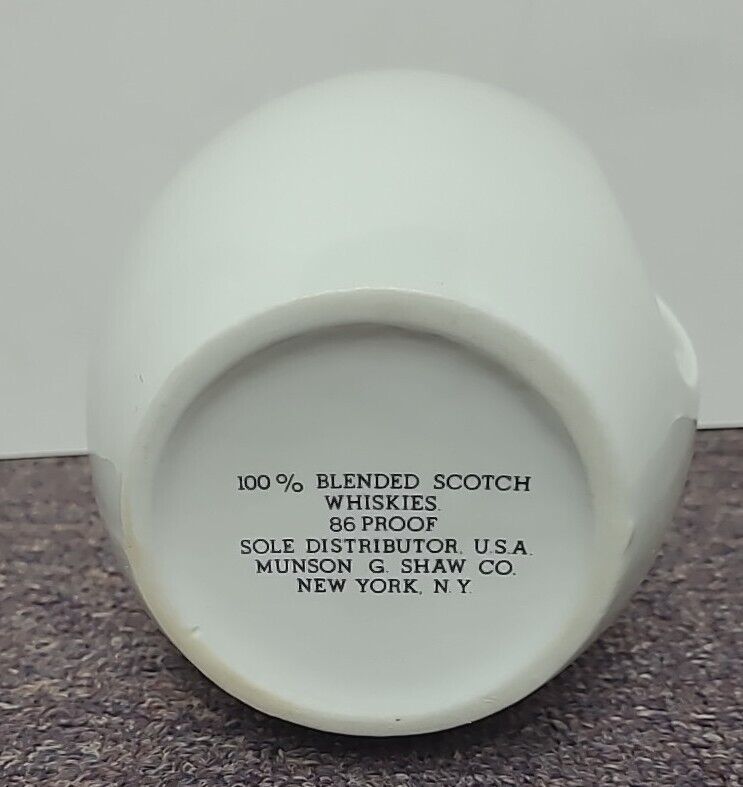 100% BLENDED SCOTCH
WHISKIES.
86 PROOF
SOLE DISTRIBUTOR, U.S.A.
MUNSON G. SHAW CO.
NEW YORK, N.Y.